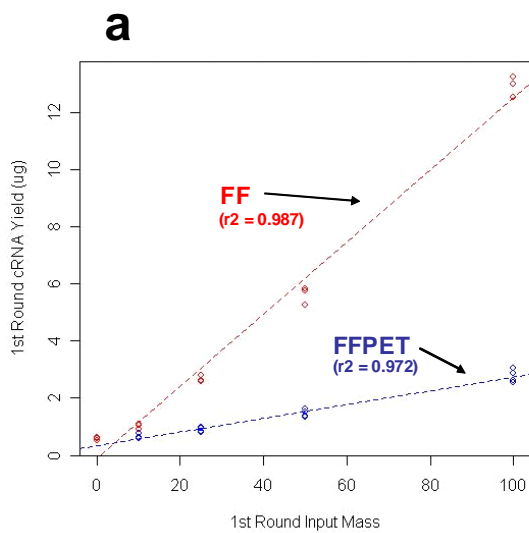 a
12
10
8
6
4
2
0
1st Round cRNA Yield (ug)
FF
(r2 = 0.987)
FFPET
(r2 = 0.972)
0 20 40 60 80 100
1st Round Input Mass